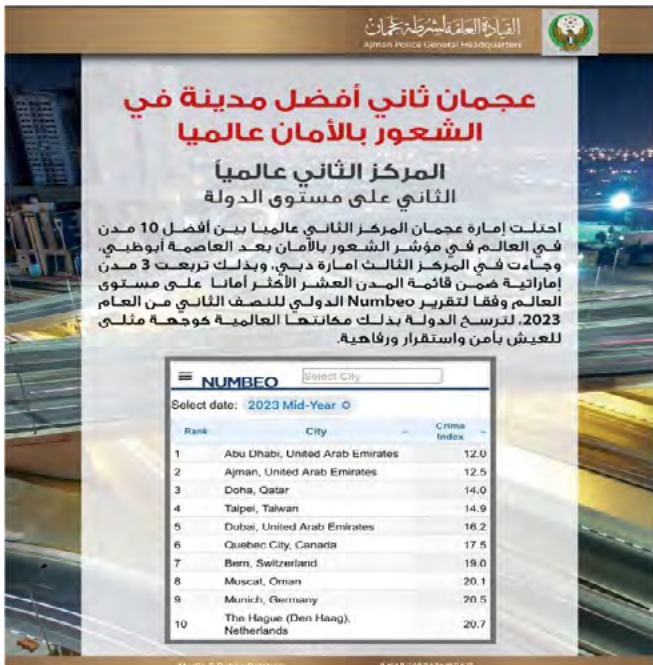 القيادة العامة لشرطة عجمان
Ajman Police General Headquarters
عجمان ثاني أفضل مدينة في
الشعور بالأمان عالميا
المركز الثاني عالمياً
الثاني على مستوى الدولة
احتلت إمارة عجمان المركز الثاني عالميا بين أفضل 10 مدن
في العالم في مؤشر الشعور بالأمان بعد العاصمة أبوظبي،
وجاءت في المركز الثالث امارة دبي، وبذلك تربعت 3 مدن
إماراتية ضمن قائمة المدن العشر الأكثر أمانا على مستوى
العالم وفقا لتقرير Numbeo الدولي للنصف الثاني من العام
2023، لترسخ الدولة بذلك مكانتها العالمية كوجهة مثلى
للعيش بأمن واستقرار ورفاهية.
NUMBEO Select City
Select date: 2023 Mid-Year
Rank City Crime Index
1 Abu Dhabi, United Arab Emirates 12.0
2 Ajman, United Arab Emirates 12.5
3 Doha, Qatar 14.0
4 Taipei, Taiwan 14.9
5 Dubai, United Arab Emirates 16.2
6 Quebec City, Canada 17.5
7 Bern, Switzerland 19.0
8 Muscat, Oman 20.1
9 Munich, Germany 20.5
10 The Hague (Den Haag), Netherlands 20.7